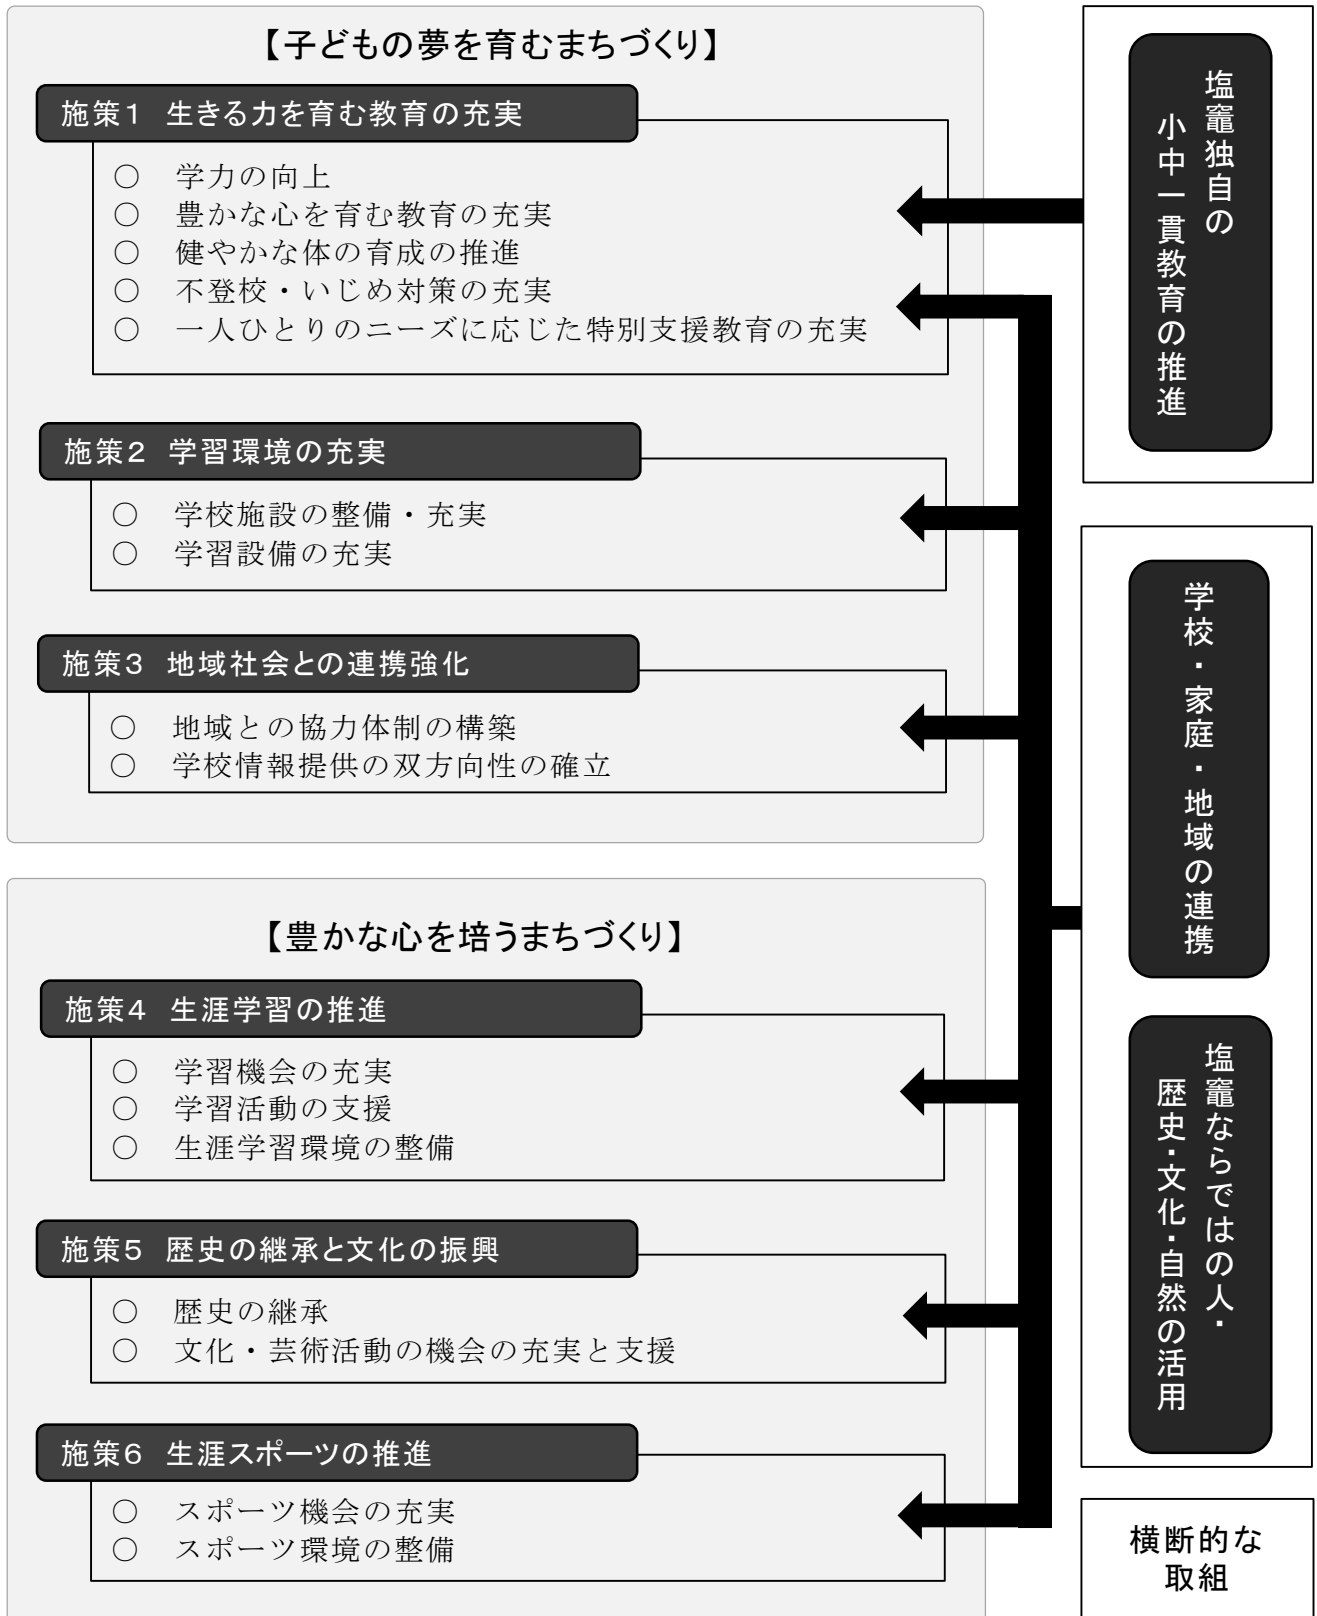 【子どもの夢を育むまちづくり】
施策1 生きる力を育む教育の充実
○ 学力の向上
○ 豊かな心を育む教育の充実
○ 健やかな体の育成の推進
○ 不登校・いじめ対策の充実
○ 一人ひとりのニーズに応じた特別支援教育の充実
施策2 学習環境の充実
○ 学校施設の整備・充実
○ 学習設備の充実
施策3 地域社会との連携強化
○ 地域との協力体制の構築
○ 学校情報提供の双方向性の確立
【豊かな心を培うまちづくり】
施策4 生涯学習の推進
○ 学習機会の充実
○ 学習活動の支援
○ 生涯学習環境の整備
施策5 歴史の継承と文化の振興
○ 歴史の継承
○ 文化・芸術活動の機会の充実と支援
施策6 生涯スポーツの推進
○ スポーツ機会の充実
○ スポーツ環境の整備
塩竈独自の
小中一貫教育の推進
学校・家庭・地域の連携
塩竈ならではの人・
歴史・文化・自然の活用
横断的な
取組